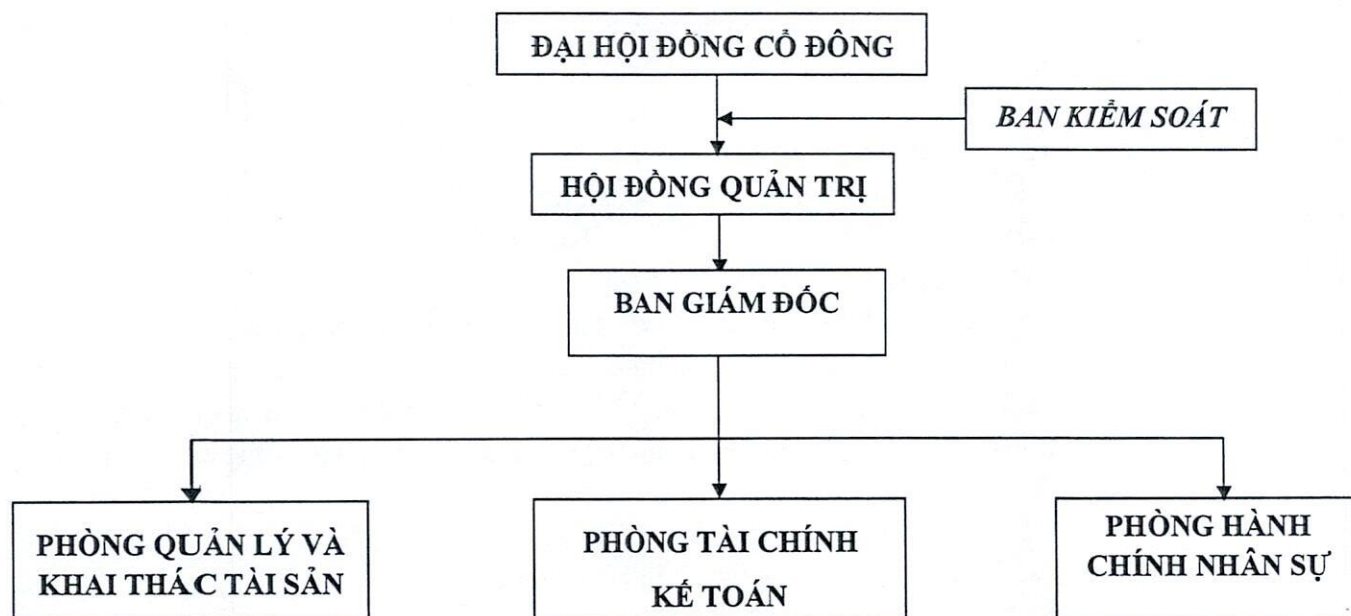 ĐẠI HỘI ĐỒNG CỔ ĐÔNG
BAN KIỂM SOÁT
HỘI ĐỒNG QUẢN TRỊ
BAN GIÁM ĐỐC
PHÒNG QUẢN LÝ VÀ
KHAI THÁC TÀI SẢN
PHÒNG TÀI CHÍNH
KẾ TOÁN
PHÒNG HÀNH
CHÍNH NHÂN SỰ